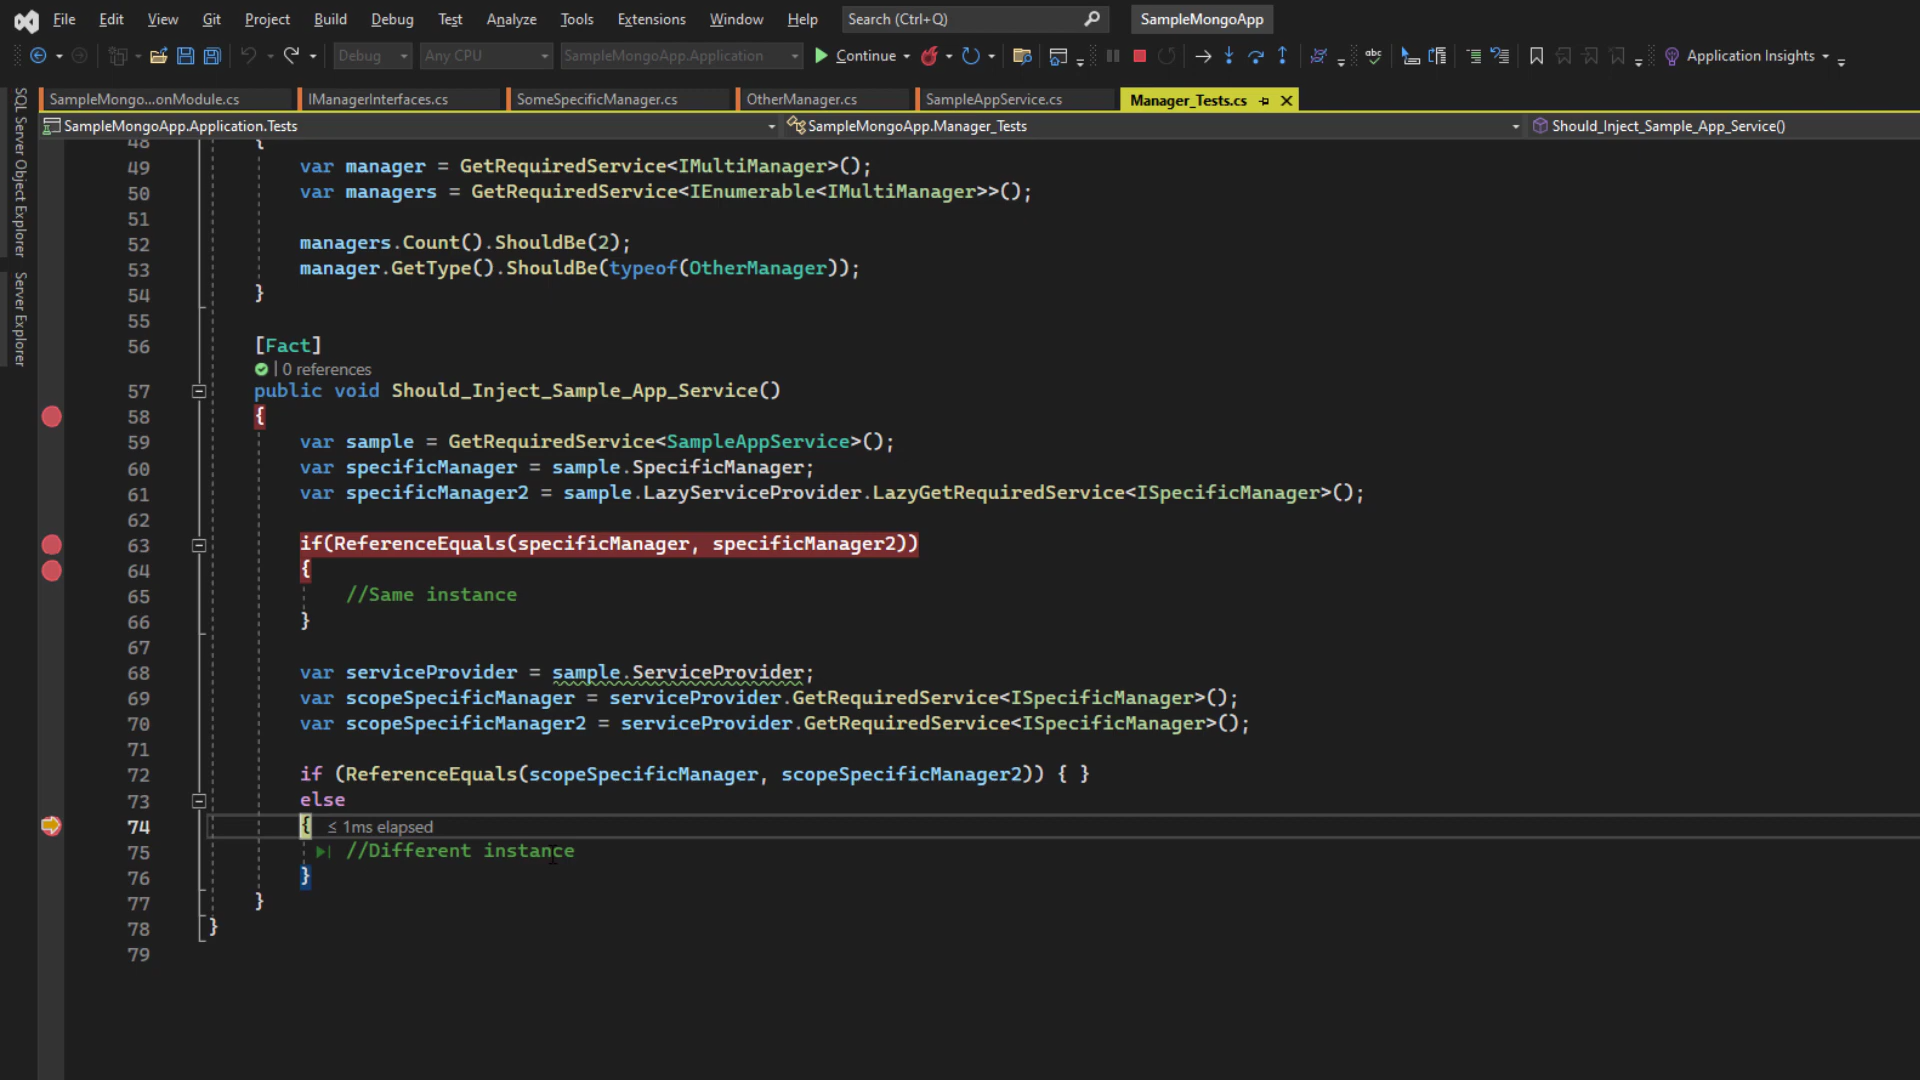 File Edit View Git Project Build Debug Test Analyze Tools Extensions Window Help Search (Ctrl+Q) SampleMongoApp
Debug Any CPU SampleMongoApp.Application Continue Application Insights
SampleMongo...onModule.cs IManagerInterfaces.cs SomeSpecificManager.cs OtherManager.cs SampleAppService.cs Manager_Tests.cs
SampleMongoApp.Application.Tests SampleMongoApp.Manager_Tests Should_Inject_Sample_App_Service()
SQL Server Object Explorer
Server Explorer
48 {
49 var manager = GetRequiredService<IMultiManager>();
50 var managers = GetRequiredService<IEnumerable<IMultiManager>>();
51
52 managers.Count().ShouldBe(2);
53 manager.GetType().ShouldBe(typeof(OtherManager));
54 }
55
56 [Fact]
0 references
57 public void Should_Inject_Sample_App_Service()
58 {
59 var sample = GetRequiredService<SampleAppService>();
60 var specificManager = sample.SpecificManager;
61 var specificManager2 = sample.LazyServiceProvider.LazyGetRequiredService<ISpecificManager>();
62
63 if(ReferenceEquals(specificManager, specificManager2))
64 {
65 //Same instance
66 }
67
68 var serviceProvider = sample.ServiceProvider;
69 var scopeSpecificManager = serviceProvider.GetRequiredService<ISpecificManager>();
70 var scopeSpecificManager2 = serviceProvider.GetRequiredService<ISpecificManager>();
71
72 if (ReferenceEquals(scopeSpecificManager, scopeSpecificManager2)) { }
73 else
74 { ≤ 1ms elapsed
75 //Different instance
76 }
77 }
78 }
79